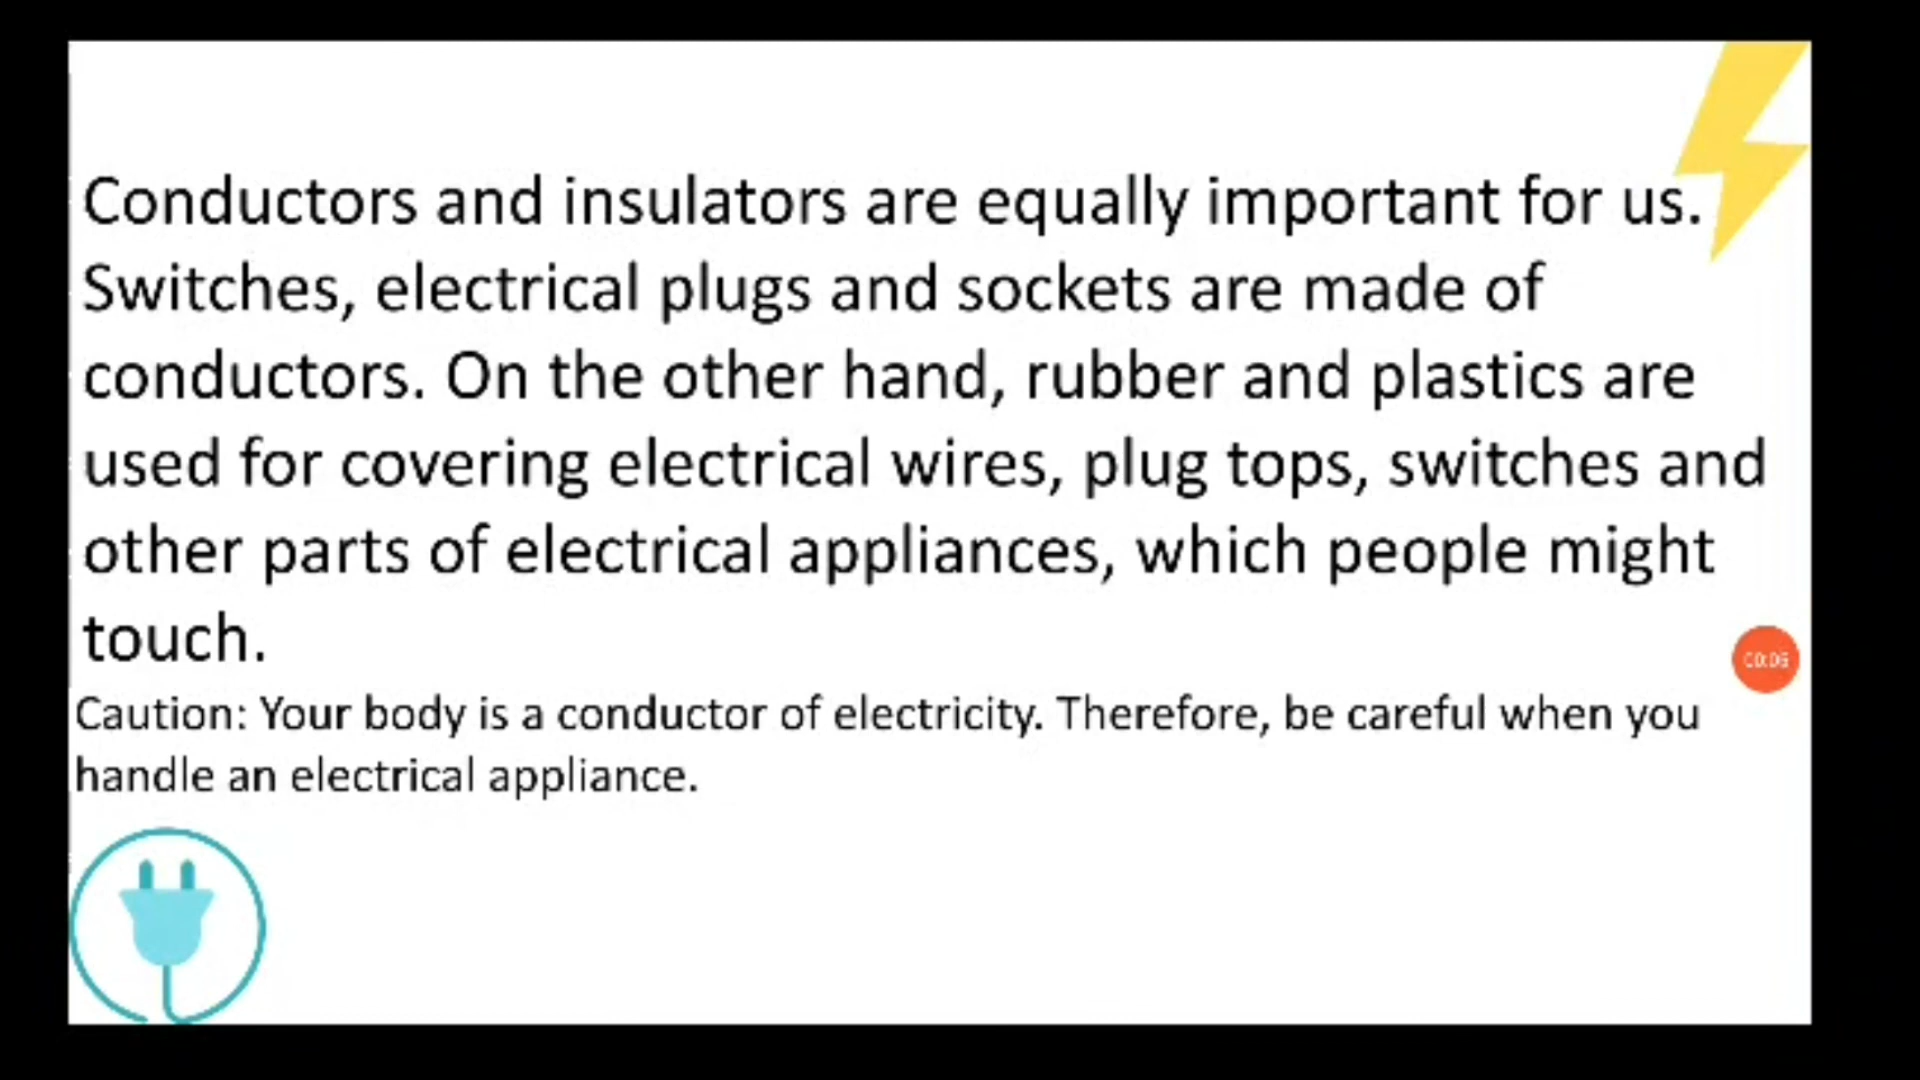 Conductors and insulators are equally important for us.
Switches, electrical plugs and sockets are made of
conductors. On the other hand, rubber and plastics are
used for covering electrical wires, plug tops, switches and
other parts of electrical appliances, which people might
touch.
Caution: Your body is a conductor of electricity. Therefore, be careful when you
handle an electrical appliance.